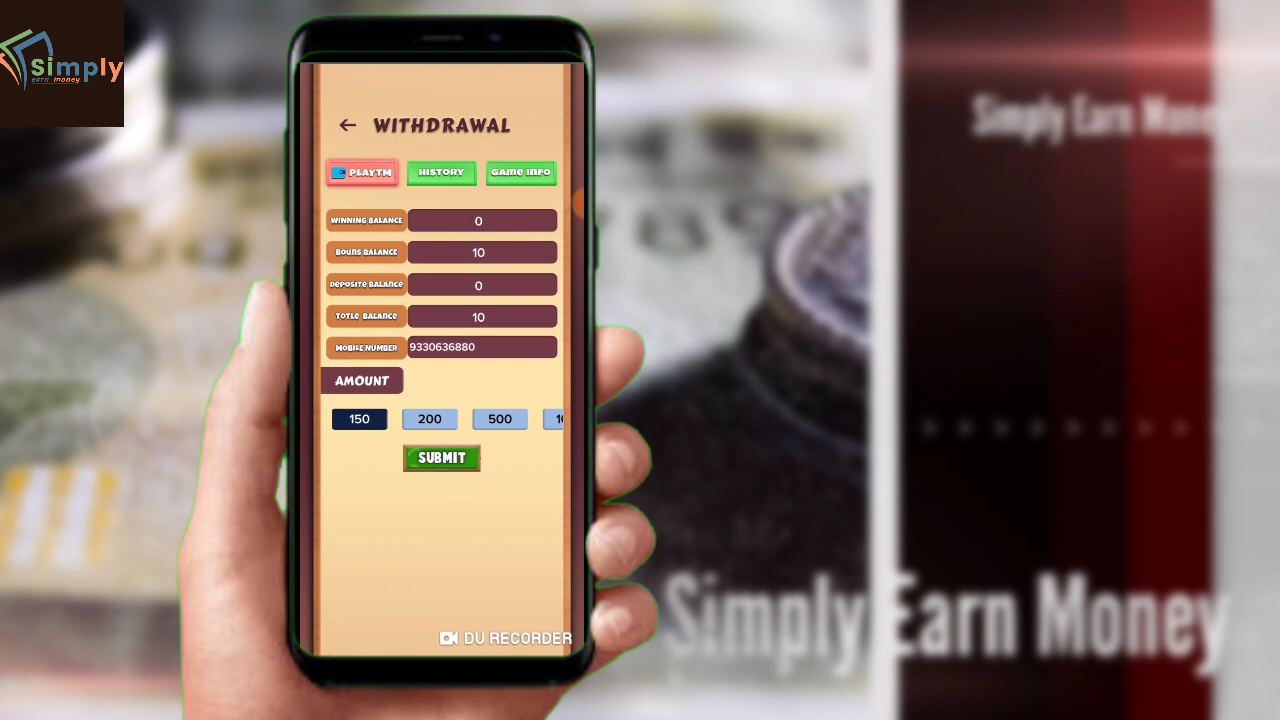 Simply
earn money
Simply Earn Money
WITHDRAWAL
PLAYTM
HISTORY
GAME INFO
WINNING BALANCE 0
BOUNS BALANCE 10
DEPOSITE BALANCE 0
TOTLE BALANCE 10
MOBILE NUMBER 9330636880
AMOUNT
150 200 500
SUBMIT
DU RECORDER
Simply Earn Money